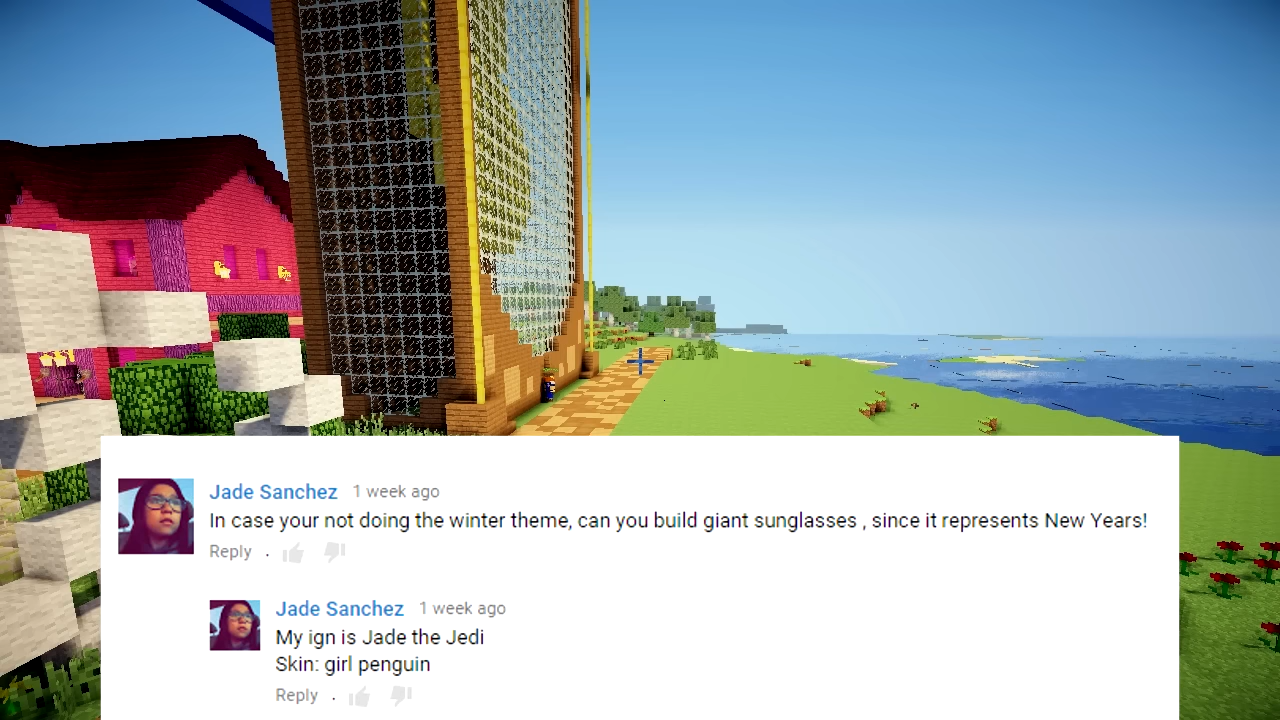 Jade Sanchez 1 week ago
In case your not doing the winter theme, can you build giant sunglasses , since it represents New Years!
Reply .
Jade Sanchez 1 week ago
My ign is Jade the Jedi
Skin: girl penguin
Reply .